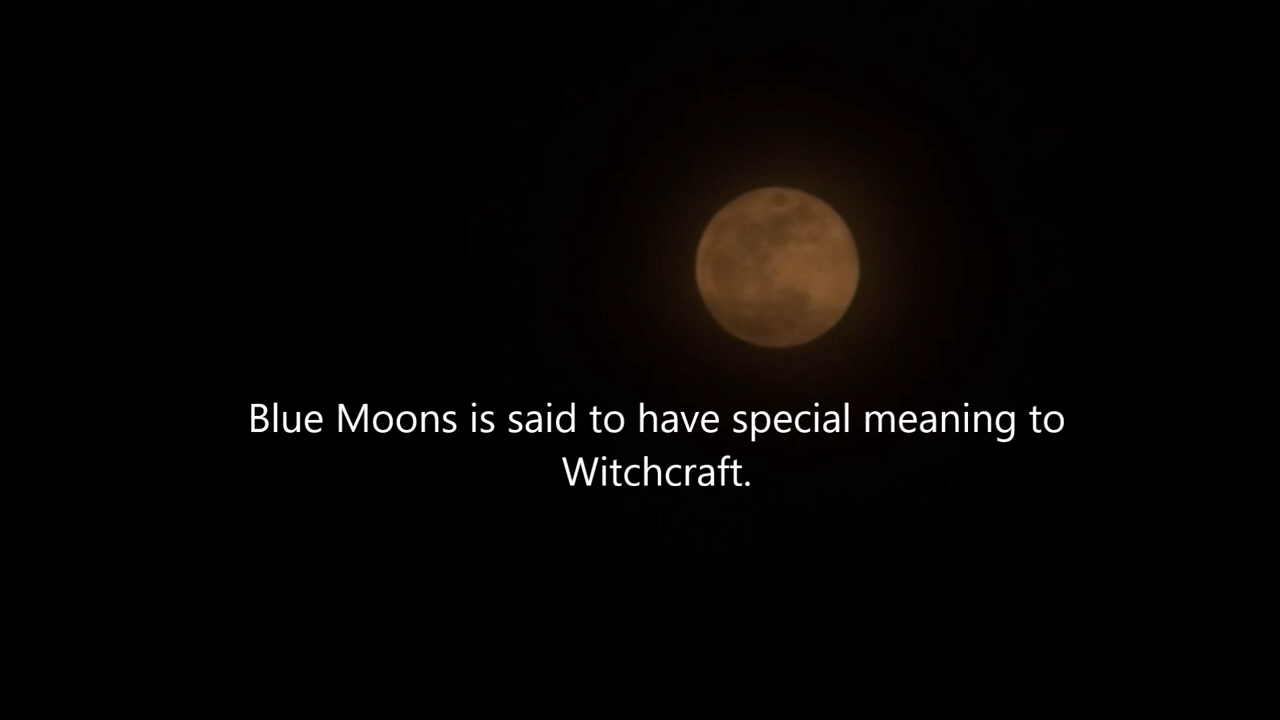 Blue Moons is said to have special meaning to
Witchcraft.